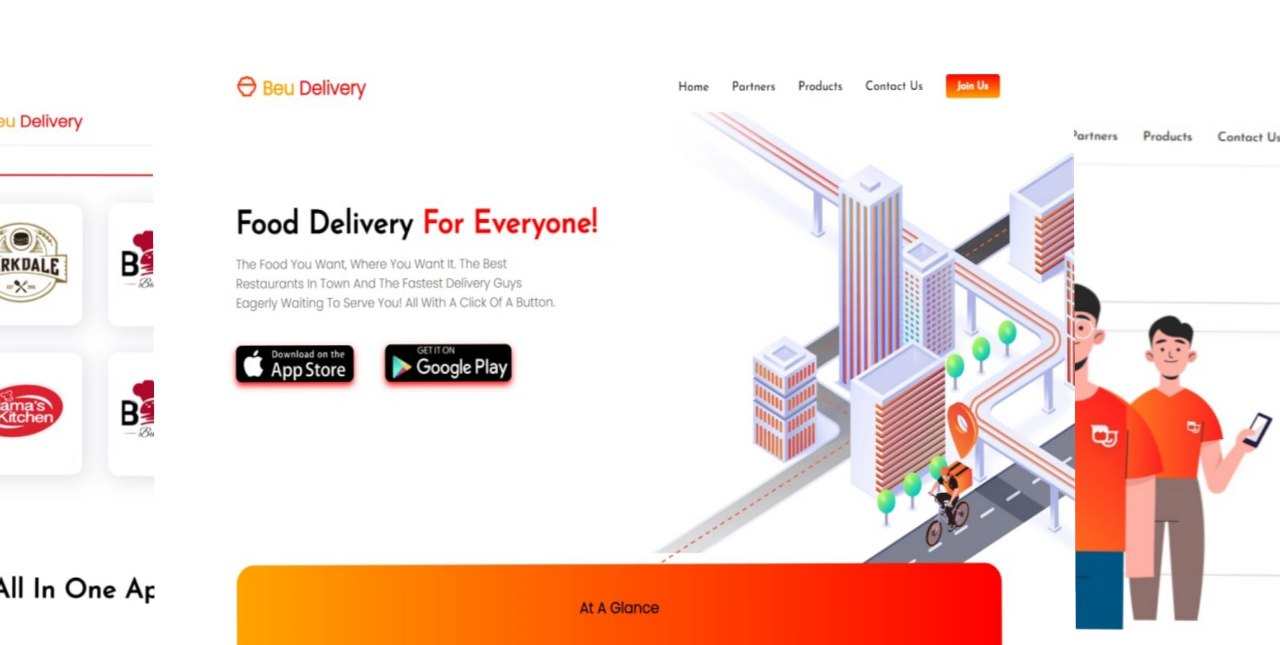 Beu Delivery
Home Partners Products Contact Us Join Us
Food Delivery For Everyone!
The Food You Want, Where You Want It. The Best
Restaurants In Town And The Fastest Delivery Guys
Eagerly Waiting To Serve You! All With A Click Of A Button.
Download on the
App Store
GET IT ON
Google Play
At A Glance
Delivery
RKDALE
ama's
Kitchen
All In One Ap
Partners Products Contact Us